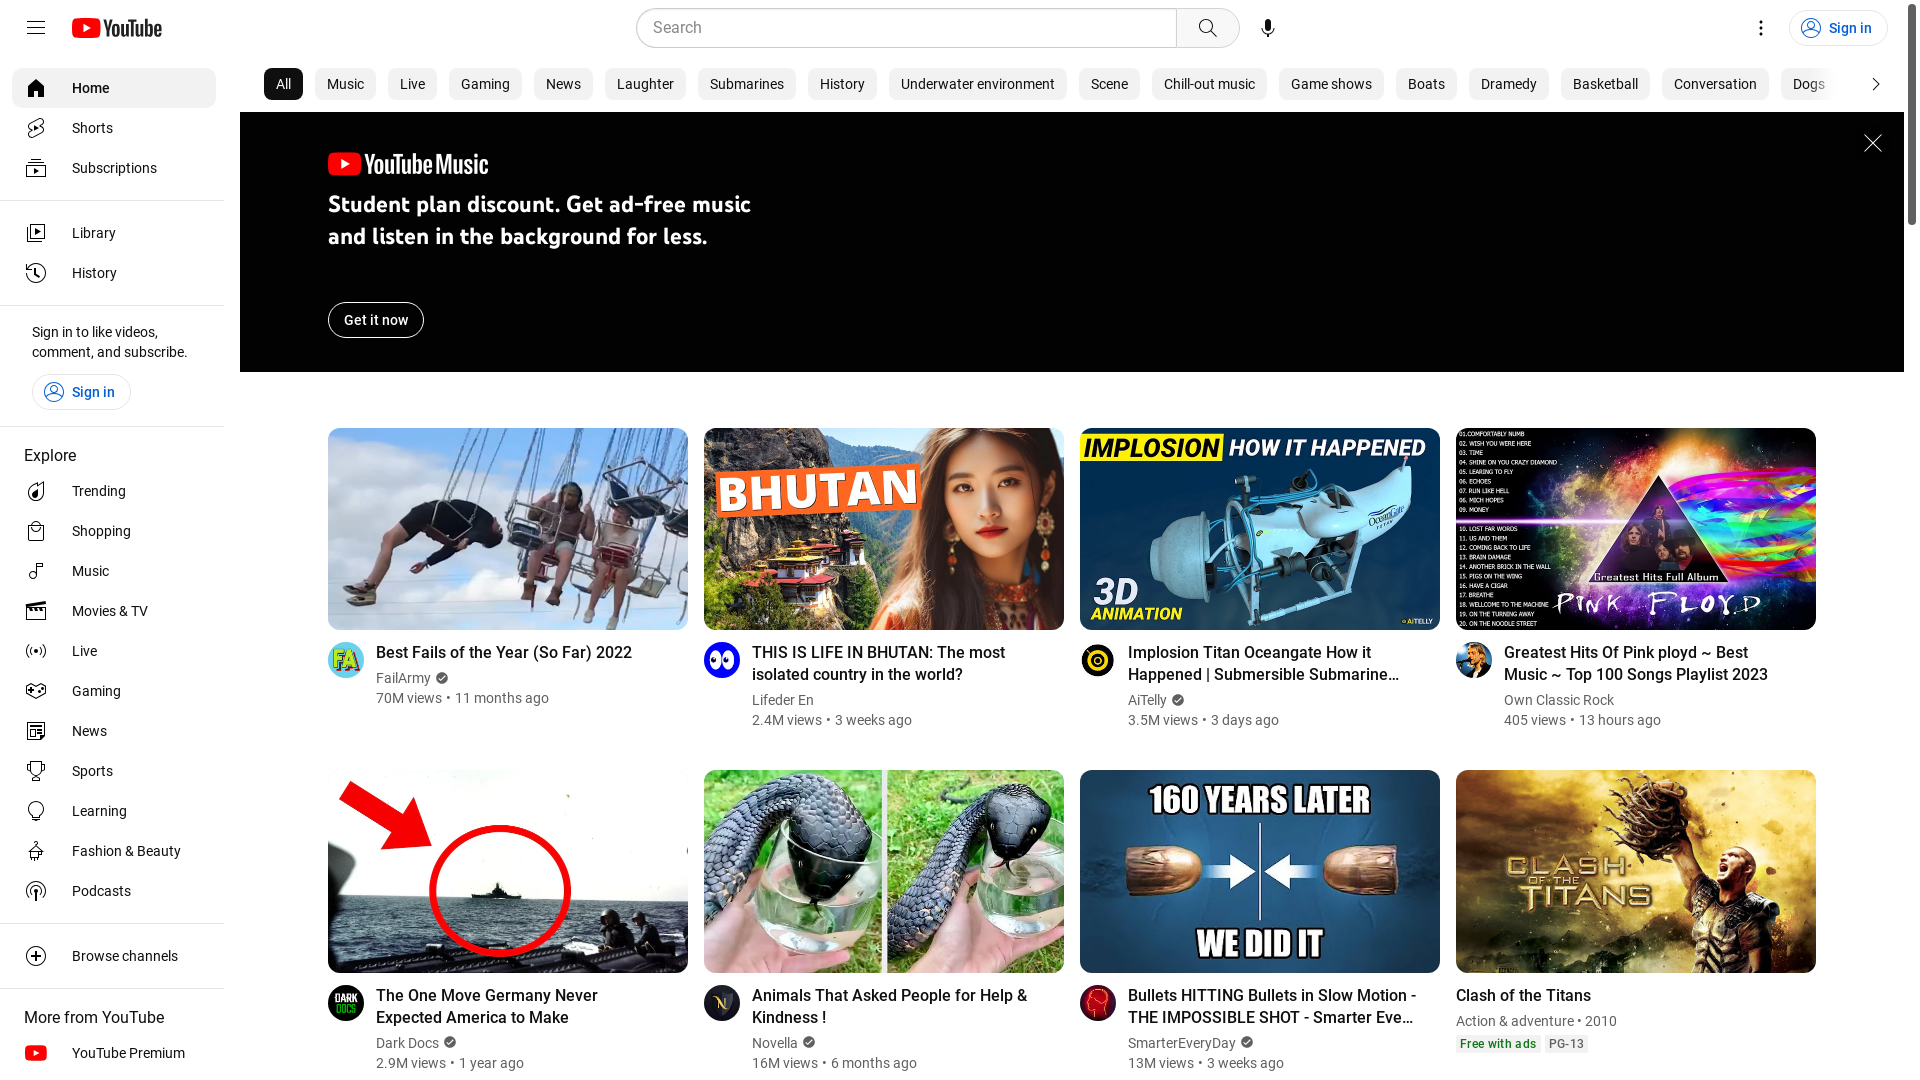 YouTube
Search
Sign in
Home
Shorts
Subscriptions
Library
History
Sign in to like videos,
comment, and subscribe.
Sign in
Explore
Trending
Shopping
Music
Movies & TV
Live
Gaming
News
Sports
Learning
Fashion & Beauty
Podcasts
Browse channels
More from YouTube
YouTube Premium
All
Music
Live
Gaming
News
Laughter
Submarines
History
Underwater environment
Scene
Chill-out music
Game shows
Boats
Dramedy
Basketball
Conversation
Dogs
YouTube Music
Student plan discount. Get ad-free music
and listen in the background for less.
Get it now
FA
Best Fails of the Year (So Far) 2022
FailArmy
70M views • 11 months ago
BHUTAN
THIS IS LIFE IN BHUTAN: The most
isolated country in the world?
Lifeder En
2.4M views • 3 weeks ago
IMPLOSION HOW IT HAPPENED
OceanGate
TITAN
3D
ANIMATION
AiTELLY
Implosion Titan Oceangate How it
Happened | Submersible Submarine…
AiTelly
3.5M views • 3 days ago
01.COMFORTABLY NUMB
02. WISH YOU WERE HERE
03. TIME
04. SHINE ON YOU CRAZY DIAMOND
05. LEARING TO FLY
06. ECHOES
07. RUN LIKE HELL
08. MICH HOPES
09. MONEY
10. LOST FAR WORDS
11. US AND THEM
12. COMING BACK TO LIFE
13. BRAIN DAMAGE
14. ANOTHER BRICK IN THE WALL
15. PIGS ON THE WING
16. HAVE A CIGAR
17. BREATHE
18. WELLCOME TO THE MACHINE
19. ON THE TURNING AWAY
20. ON THE NOODLE STREET
Greatest Hits Full Album
PINK FLOYD
Greatest Hits Of Pink ployd ~ Best
Music ~ Top 100 Songs Playlist 2023
Own Classic Rock
405 views • 13 hours ago
DARK
DOCS
The One Move Germany Never
Expected America to Make
Dark Docs
2.9M views • 1 year ago
N
Animals That Asked People for Help &
Kindness !
Novella
16M views • 6 months ago
160 YEARS LATER
WE DID IT
Bullets HITTING Bullets in Slow Motion -
THE IMPOSSIBLE SHOT - Smarter Eve…
SmarterEveryDay
13M views • 3 weeks ago
CLASH
OF THE
TITANS
Clash of the Titans
Action & adventure • 2010
Free with ads
PG-13